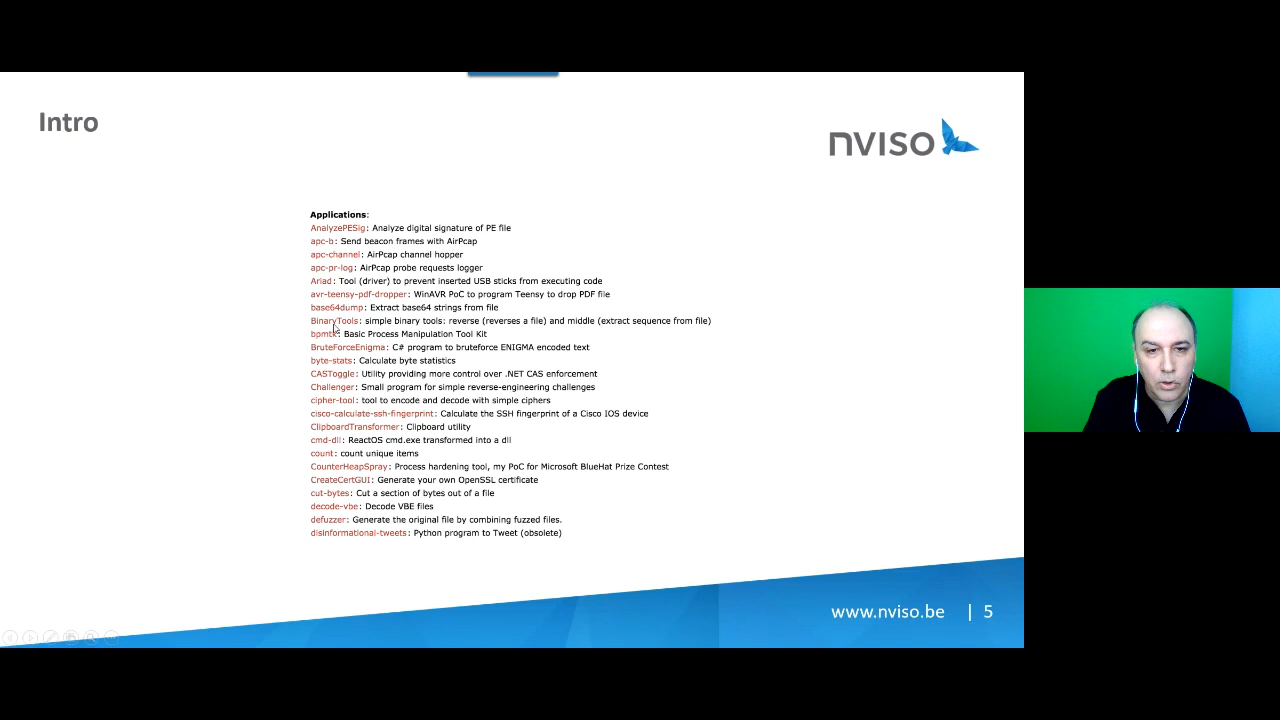 Intro
nviso
Applications:
AnalyzePESig: Analyze digital signature of PE file
apc-b: Send beacon frames with AirPcap
apc-channel: AirPcap channel hopper
apc-pr-log: AirPcap probe requests logger
Ariad: Tool (driver) to prevent inserted USB sticks from executing code
avr-teensy-pdf-dropper: WinAVR PoC to program Teensy to drop PDF file
base64dump: Extract base64 strings from file
BinaryTools: simple binary tools: reverse (reverses a file) and middle (extract sequence from file)
bpmtk: Basic Process Manipulation Tool Kit
BruteForceEnigma: C# program to bruteforce ENIGMA encoded text
byte-stats: Calculate byte statistics
CASToggle: Utility providing more control over .NET CAS enforcement
Challenger: Small program for simple reverse-engineering challenges
cipher-tool: tool to encode and decode with simple ciphers
cisco-calculate-ssh-fingerprint: Calculate the SSH fingerprint of a Cisco IOS device
ClipboardTransformer: Clipboard utility
cmd-dll: ReactOS cmd.exe transformed into a dll
count: count unique items
CounterHeapSpray: Process hardening tool, my PoC for Microsoft BlueHat Prize Contest
CreateCertGUI: Generate your own OpenSSL certificate
cut-bytes: Cut a section of bytes out of a file
decode-vbe: Decode VBE files
defuzzer: Generate the original file by combining fuzzed files.
disinformational-tweets: Python program to Tweet (obsolete)
www.nviso.be | 5